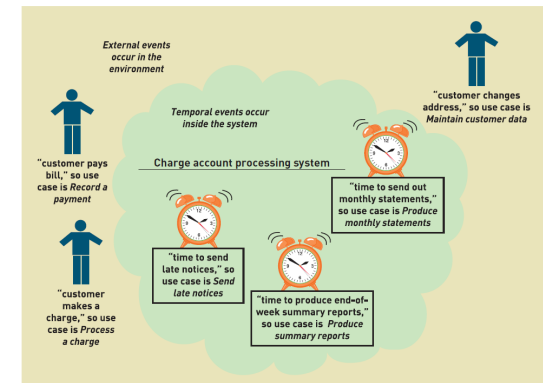 External events
occur in the
environment
"customer changes
address," so use case is
Maintain customer data
Temporal events occur
inside the system
"customer pays
bill," so use
case is Record a
payment
Charge account processing system
"time to send out
monthly statements,"
so use case is Produce
monthly statements
"time to send
late notices," so
use case is Send
late notices
"customer
makes a
charge," so use
case is Process
a charge
"time to produce end-of-
week summary reports,"
so use case is Produce
summary reports